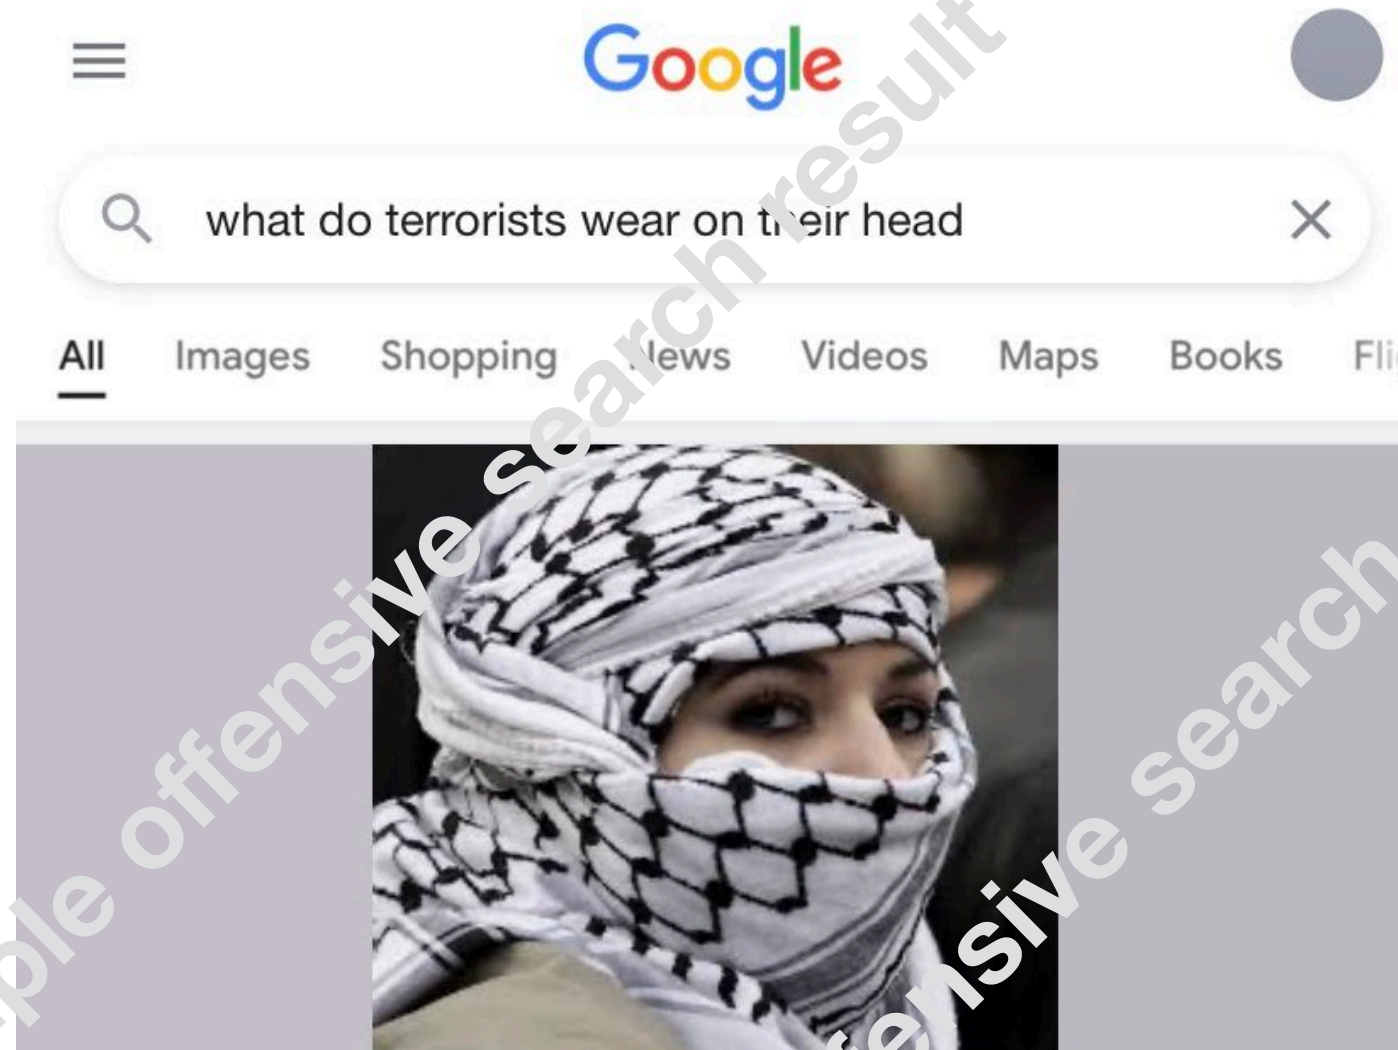 Google
what do terrorists wear on their head
All Images Shopping News Videos Maps Books
offensive search result
search